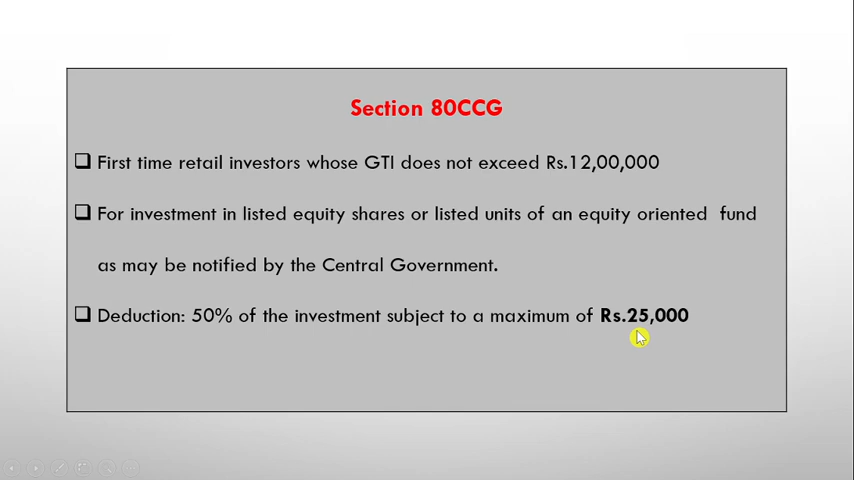 Section 80CCG
❑ First time retail investors whose GTI does not exceed Rs.12,00,000
❑ For investment in listed equity shares or listed units of an equity oriented fund
as may be notified by the Central Government.
❑ Deduction: 50% of the investment subject to a maximum of Rs.25,000